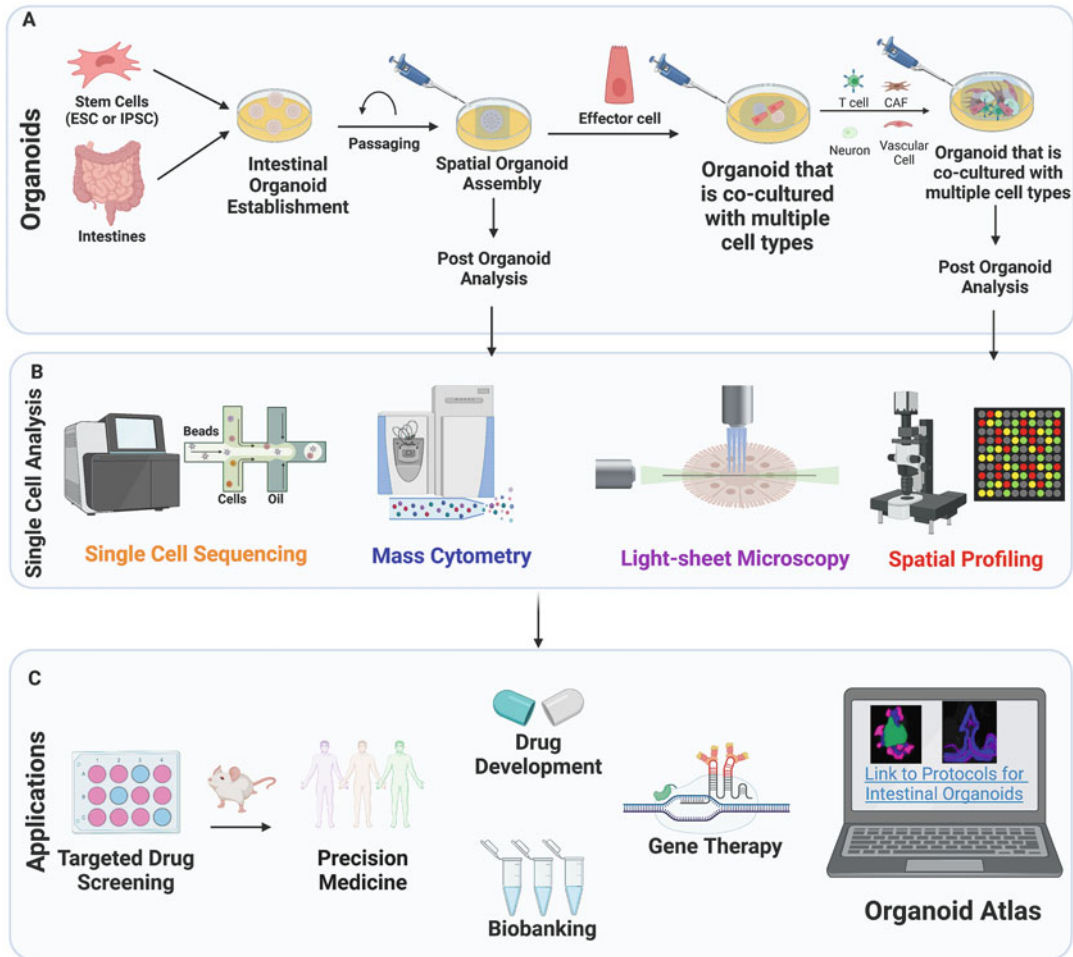 A
Organoids
Stem Cells
(ESC or IPSC)
Intestines
Intestinal
Organoid
Establishment
Passaging
Spatial Organoid
Assembly
Post Organoid
Analysis
Effector cell
Organoid that
is co-cultured
with multiple
cell types
T cell
CAF
Neuron
Vascular
Cell
Organoid that is
co-cultured with
multiple cell types
Post Organoid
Analysis
B
Single Cell Analysis
Beads
Cells
Oil
Single Cell Sequencing
Mass Cytometry
Light-sheet Microscopy
Spatial Profiling
C
Applications
1 2 3 4
A
B
C
Targeted Drug
Screening
Precision
Medicine
Drug
Development
Biobanking
Gene Therapy
Link to Protocols for
Intestinal Organoids
Organoid Atlas